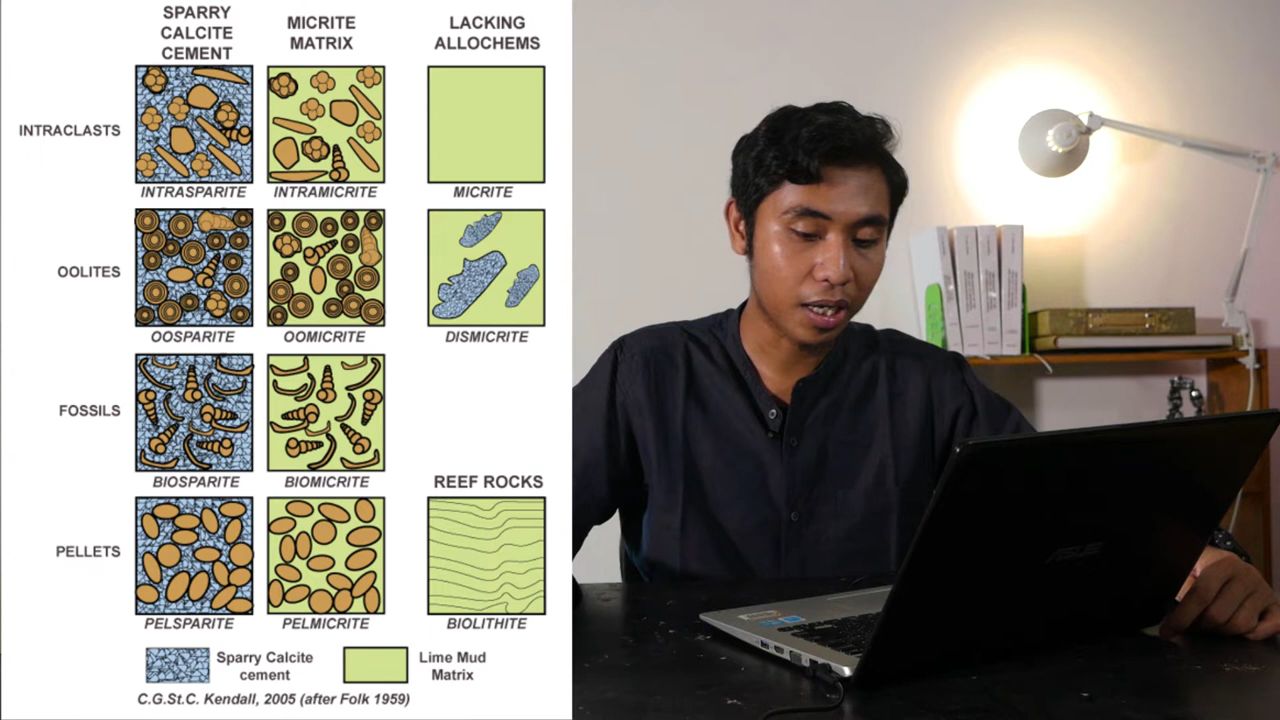 SPARRY
CALCITE
CEMENT
MICRITE
MATRIX
LACKING
ALLOCHEMS
INTRACLASTS
INTRASPARITE
INTRAMICRITE
MICRITE
OOLITES
OOSPARITE
OOMICRITE
DISMICRITE
FOSSILS
BIOSPARITE
BIOMICRITE
REEF ROCKS
PELLETS
PELSPARITE
PELMICRITE
BIOLITHITE
Sparry Calcite
cement
Lime Mud
Matrix
C.G.St.C. Kendall, 2005 (after Folk 1959)
ASUS